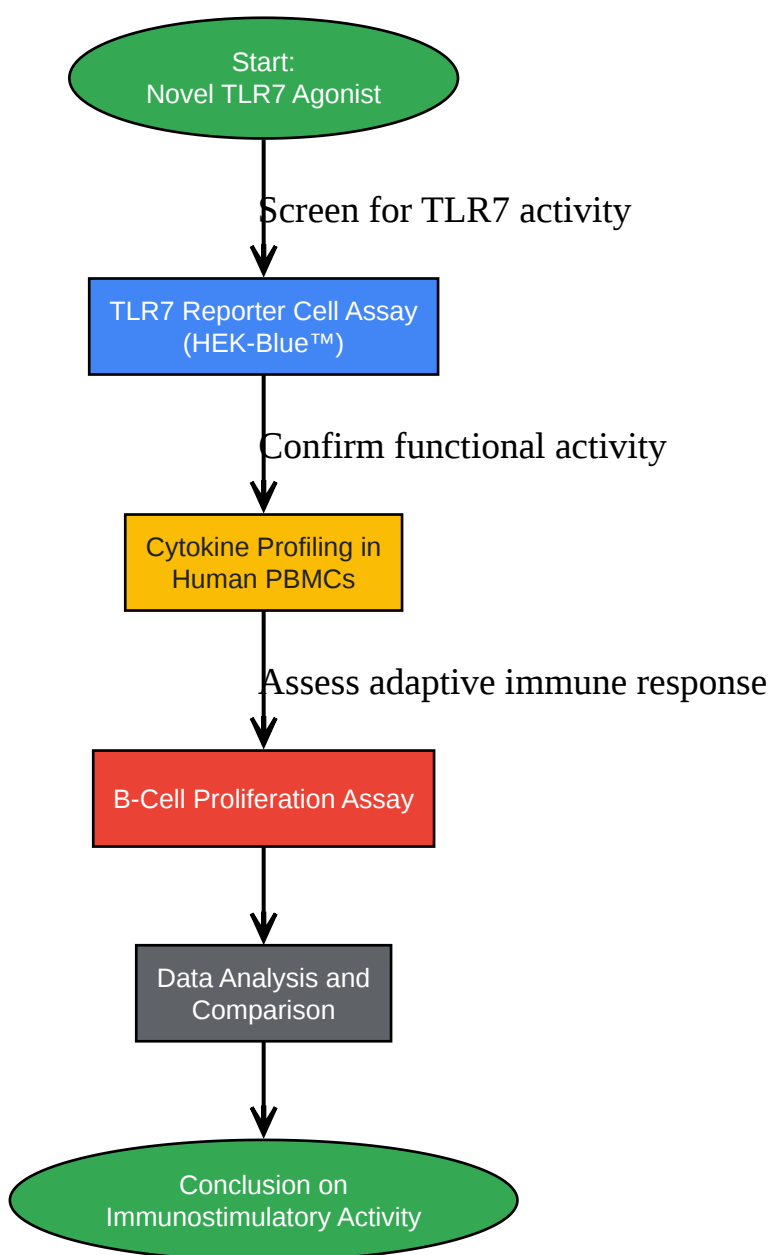 Start:
Novel TLR7 Agonist
Screen for TLR7 activity
TLR7 Reporter Cell Assay
(HEK-Blue™)
Confirm functional activity
Cytokine Profiling in
Human PBMCs
Assess adaptive immune response
B-Cell Proliferation Assay
Data Analysis and
Comparison
Conclusion on
Immunostimulatory Activity